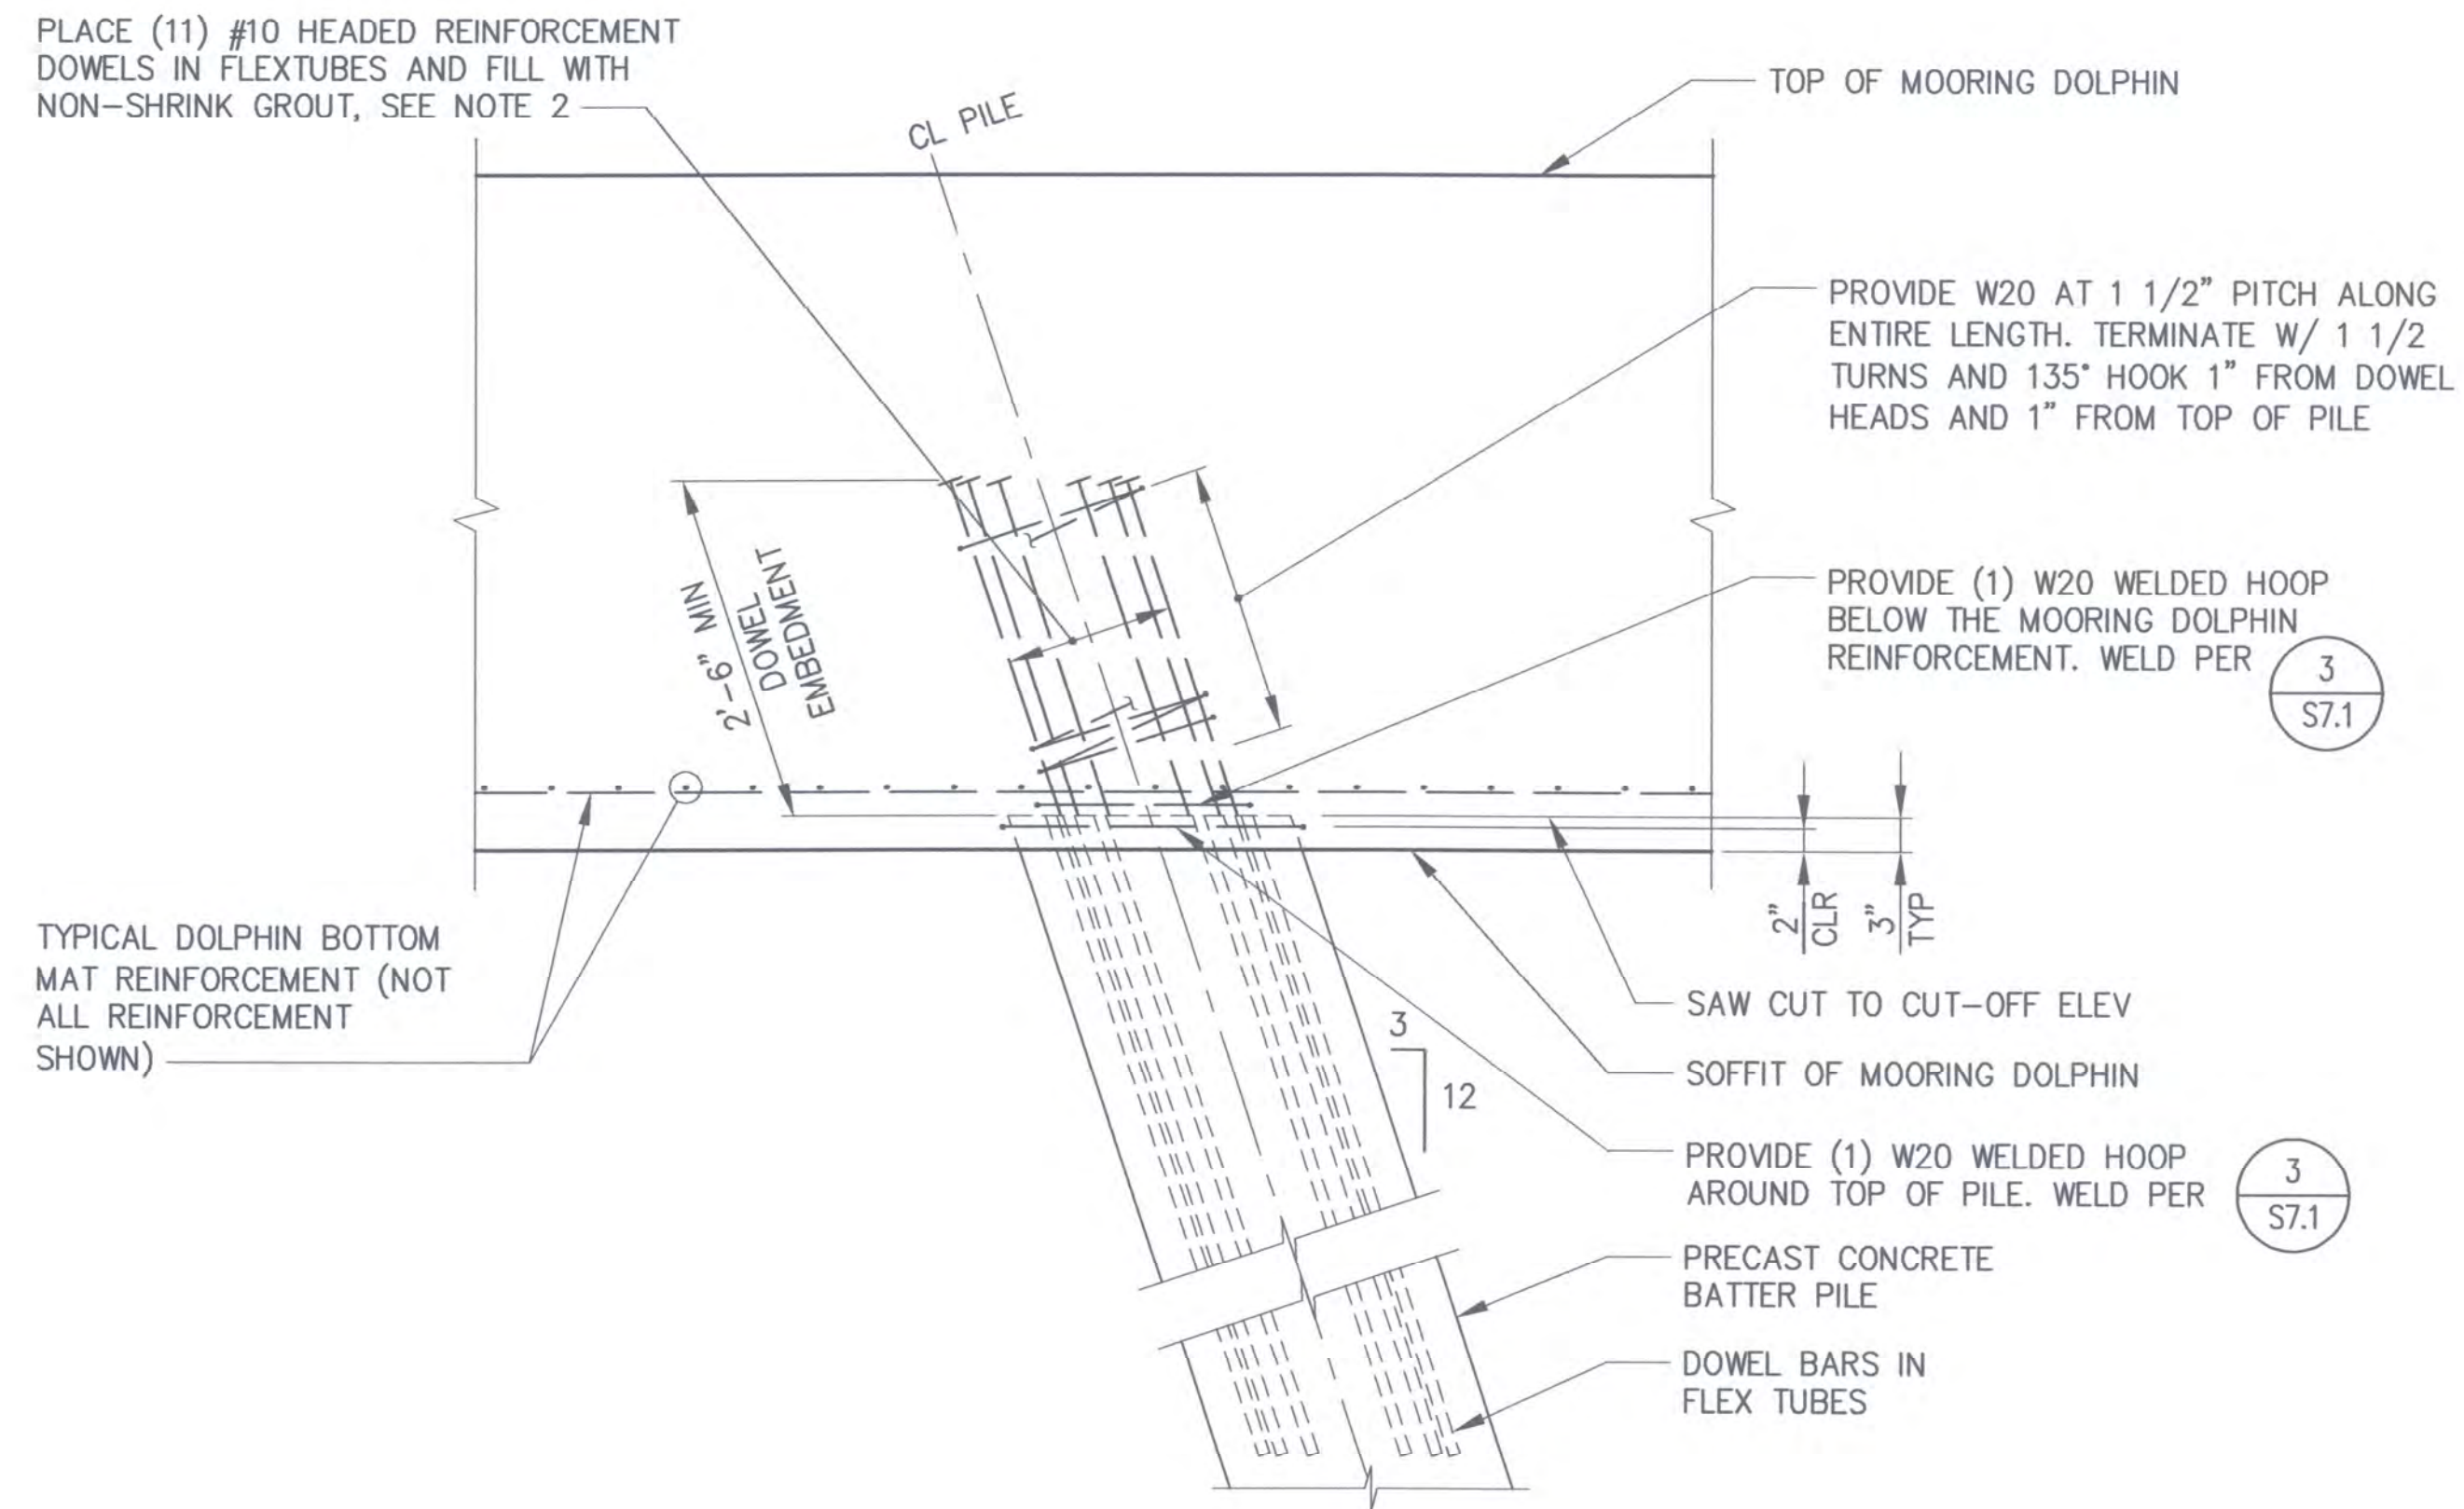 PLACE (11) #10 HEADED REINFORCEMENT
DOWELS IN FLEXTUBES AND FILL WITH
NON-SHRINK GROUT, SEE NOTE 2
CL PILE
TOP OF MOORING DOLPHIN
PROVIDE W20 AT 1 1/2" PITCH ALONG
ENTIRE LENGTH. TERMINATE W/ 1 1/2
TURNS AND 135° HOOK 1" FROM DOWEL
HEADS AND 1" FROM TOP OF PILE
2'-6" MIN
DOWEL
EMBEDMENT
PROVIDE (1) W20 WELDED HOOP
BELOW THE MOORING DOLPHIN
REINFORCEMENT. WELD PER
3
S7.1
2"
CLR
3"
TYP
TYPICAL DOLPHIN BOTTOM
MAT REINFORCEMENT (NOT
ALL REINFORCEMENT
SHOWN)
SAW CUT TO CUT-OFF ELEV
3
12
SOFFIT OF MOORING DOLPHIN
PROVIDE (1) W20 WELDED HOOP
AROUND TOP OF PILE. WELD PER
3
S7.1
PRECAST CONCRETE
BATTER PILE
DOWEL BARS IN
FLEX TUBES